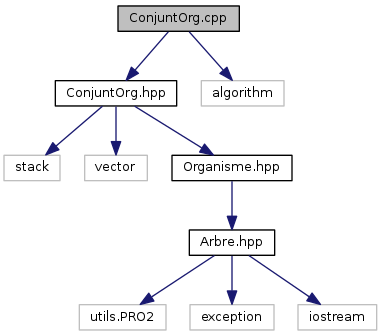 ConjuntOrg.cpp
ConjuntOrg.hpp
algorithm
stack
vector
Organisme.hpp
Arbre.hpp
utils.PRO2
exception
iostream